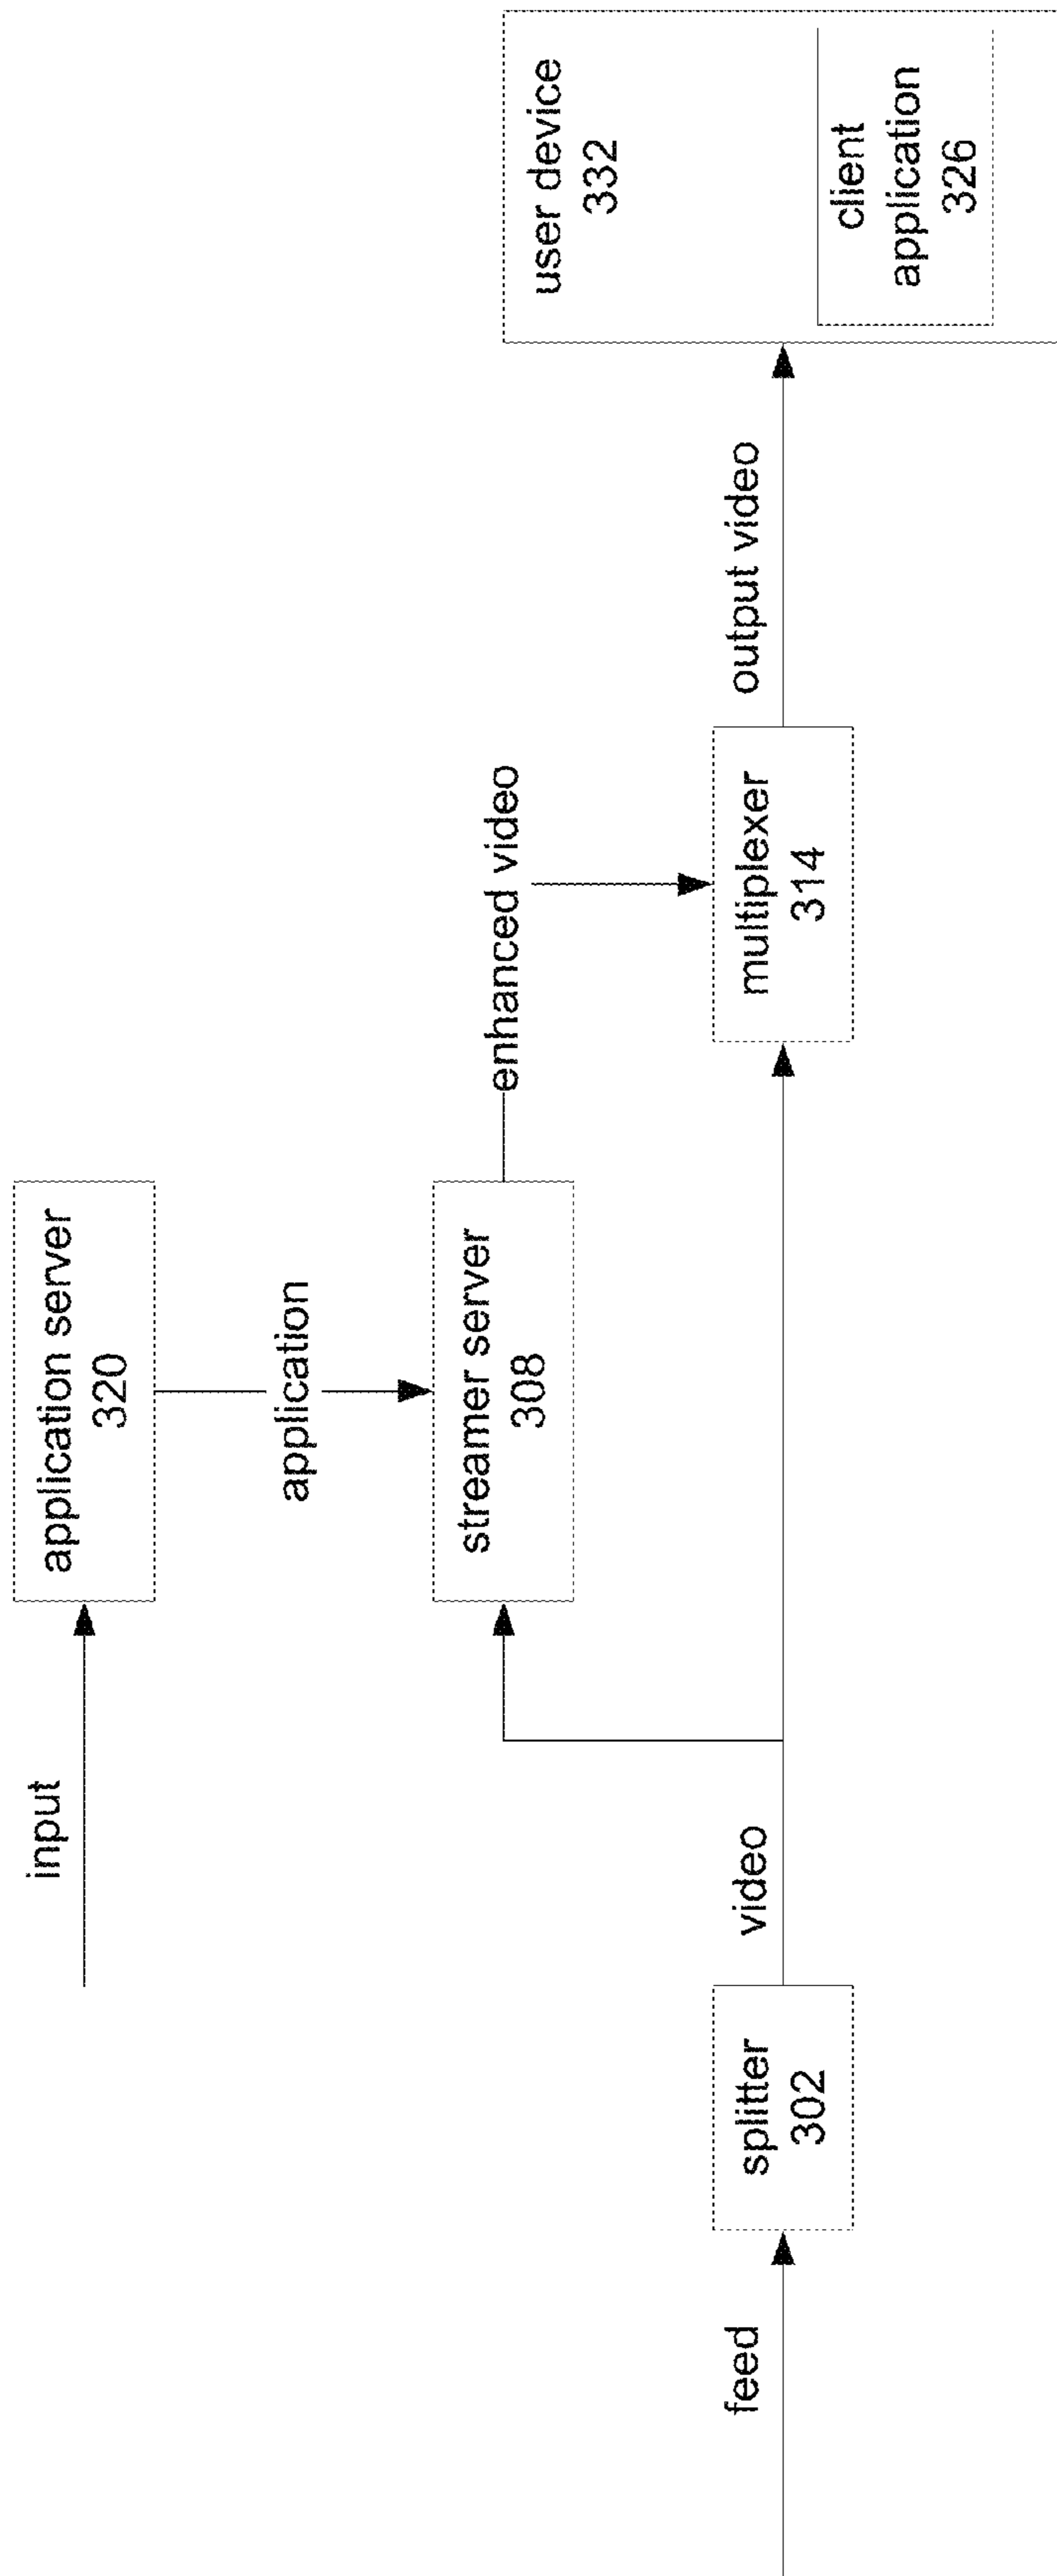 input
application server
320
application
streamer server
308
enhanced video
feed
splitter
302
video
multiplexer
314
output video
user device
332
client
application
326